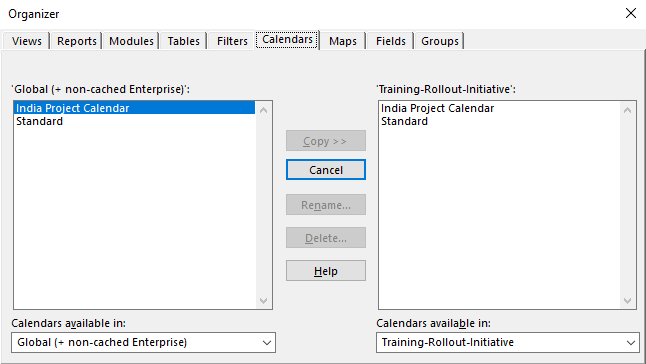 Organizer
Views Reports Modules Tables Filters Calendars Maps Fields Groups
'Global (+ non-cached Enterprise)':
India Project Calendar
Standard
Copy >>
Cancel
Rename...
Delete...
Help
'Training-Rollout-Initiative':
India Project Calendar
Standard
Calendars available in:
Global (+ non-cached Enterprise)
Calendars available in:
Training-Rollout-Initiative